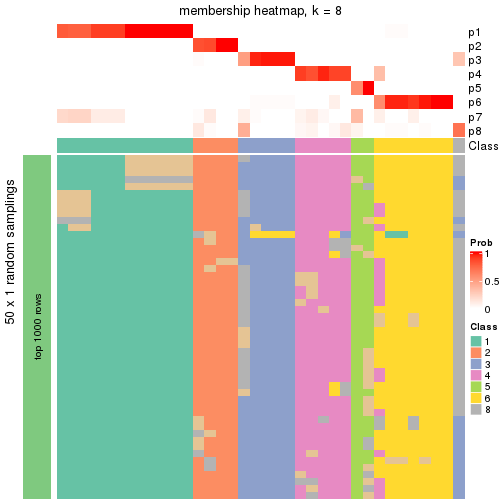 membership heatmap, k = 8
p1
p2
p3
p4
p5
p6
p7
p8
Class
50 x 1 random samplings
top 1000 rows
Prob
1
0.5
0
Class
1
2
3
4
5
6
8